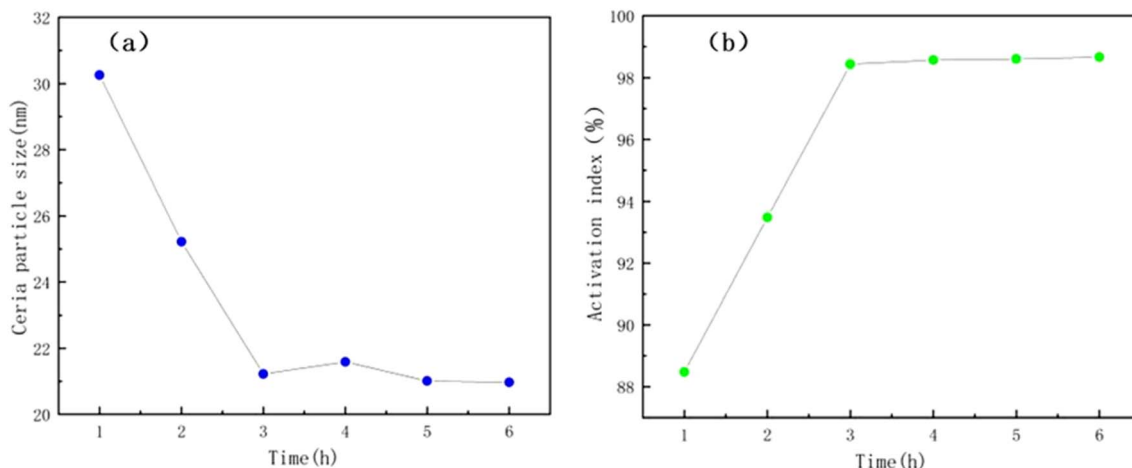 (a)
32
30
28
26
24
22
20
Ceria particle size(nm)
1 2 3 4 5 6
Time(h)
(b)
100
98
96
94
92
90
88
Activation index(%)
1 2 3 4 5 6
Time(h)